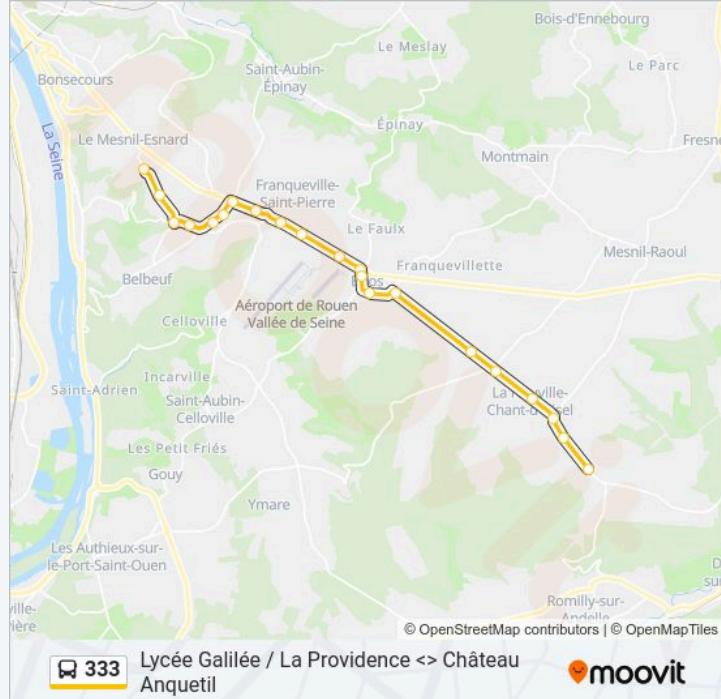 Bois-d'Ennebourg
Le Meslay
Le Parc
Saint-Aubin-
Épinay
Bonsecours
La Seine
Épinay
Fresne
Le Mesnil-Esnard
Montmain
Franqueville-
Saint-Pierre
Le Faulx
Mesnil-Raoul
Franquevillette
Belbeuf
Aéroport de Rouen
Vallée de Seine
Celloville
Incarville
Saint-Adrien
Saint-Aubin-
Celloville
Les Petit Friés
Gouy
Ymare
Les Authieux-sur-
le-Port-Saint-Ouen
ville-
vière
Romilly-sur-
Andelle
© OpenStreetMap contributors | © OpenMapTiles
333
Lycée Galilée / La Providence <> Château
Anquetil
moovit